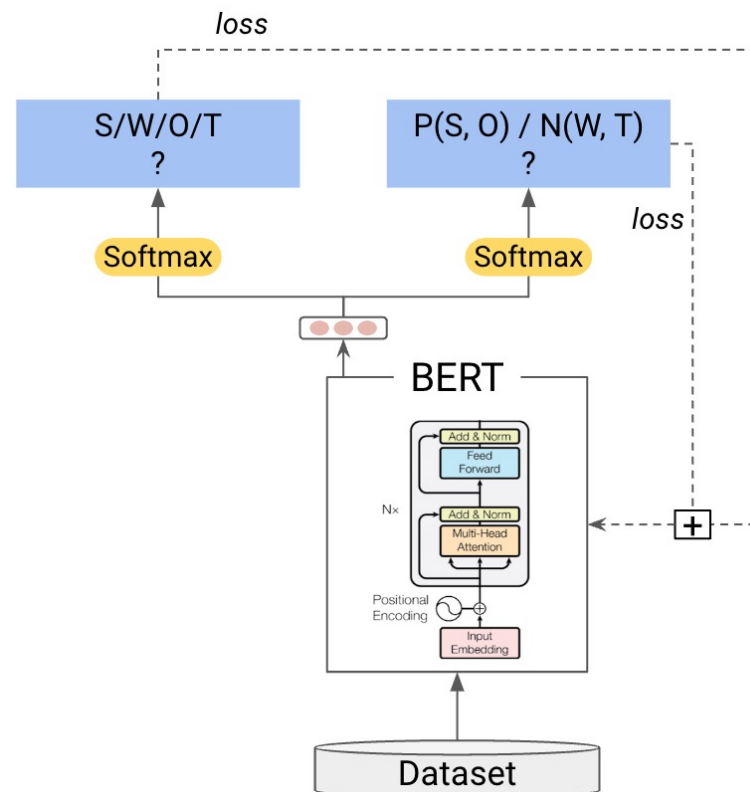 loss
S/W/O/T
?
P(S, O) / N(W, T)
?
loss
Softmax
Softmax
BERT
Add & Norm
Feed
Forward
Nx
Add & Norm
Multi-Head
Attention
Positional
Encoding
Input
Embedding
+
Dataset